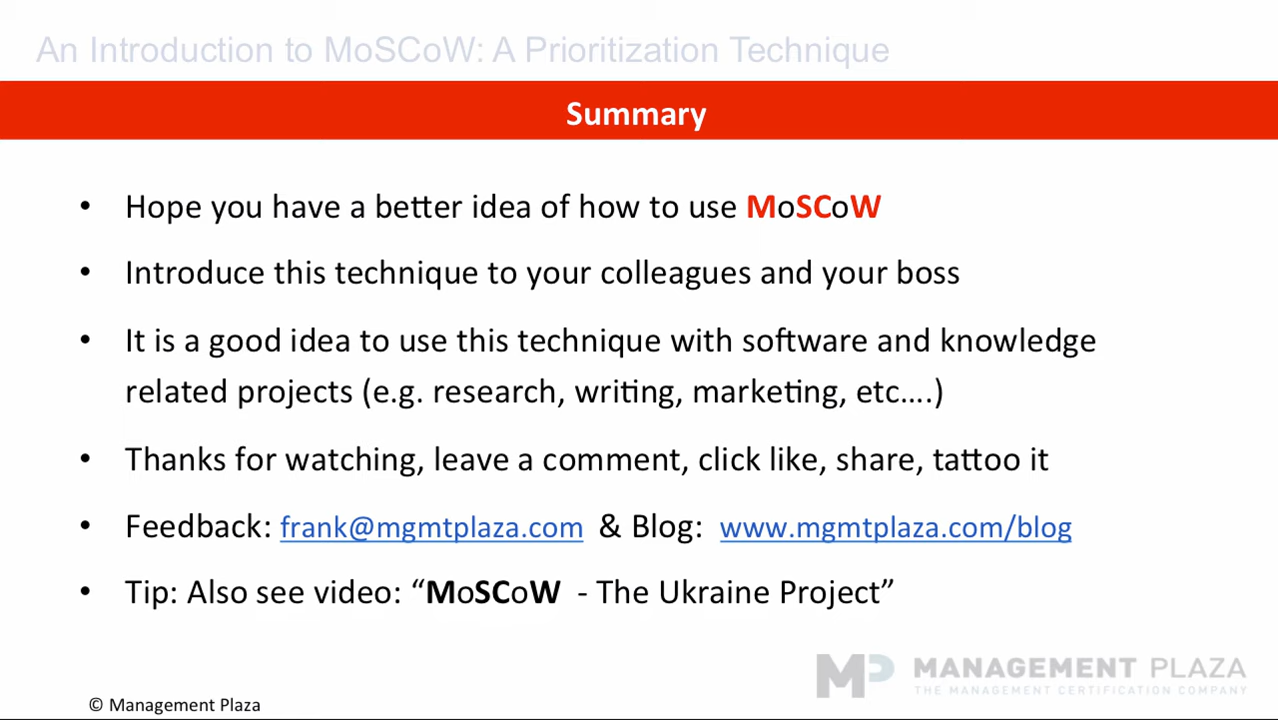 An Introduction to MoSCoW: A Prioritization Technique
Summary
• Hope you have a better idea of how to use MoSCoW
• Introduce this technique to your colleagues and your boss
• It is a good idea to use this technique with software and knowledge
related projects (e.g. research, writing, marketing, etc….)
• Thanks for watching, leave a comment, click like, share, tattoo it
• Feedback: frank@mgmtplaza.com & Blog: www.mgmtplaza.com/blog
• Tip: Also see video: “MoSCoW - The Ukraine Project”
MP MANAGEMENT PLAZA
THE MANAGEMENT CERTIFICATION COMPANY
© Management Plaza